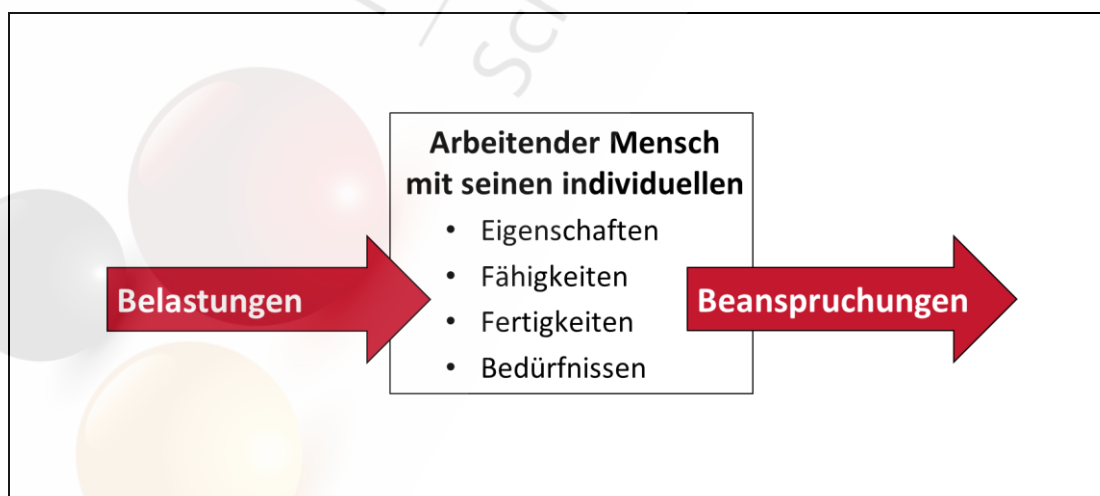 Arbeitender Mensch
mit seinen individuellen
• Eigenschaften
• Fähigkeiten
• Fertigkeiten
• Bedürfnissen
Belastungen
Beanspruchungen